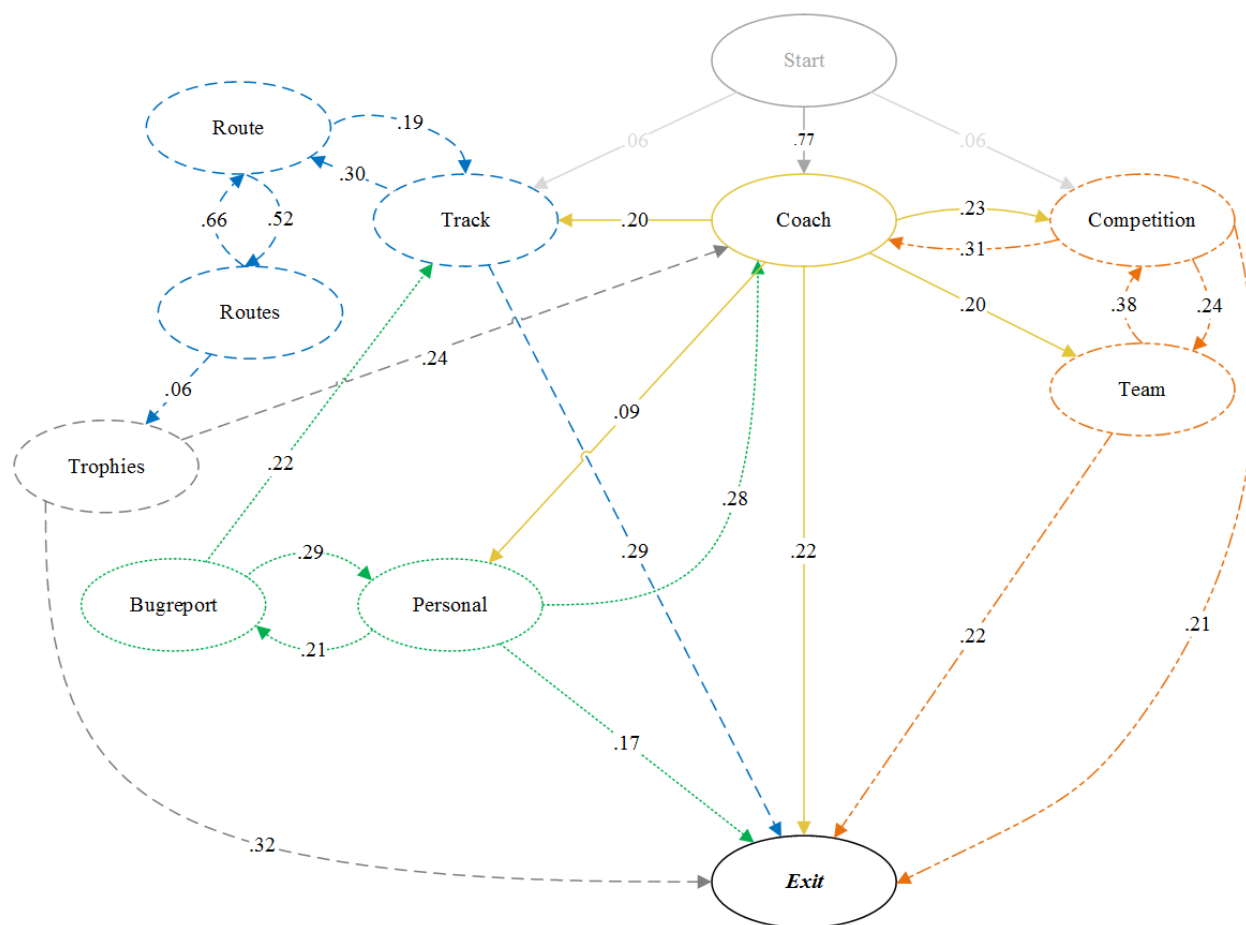 Start
Route
.19
.06
.77
.06
.30
.66
.52
Track
.20
Coach
.23
Competition
.31
Routes
.20
.38
.24
.24
.06
Team
.09
Trophies
.22
.28
.29
.29
.22
Bugreport
Personal
.21
.22
.21
.17
.32
Exit